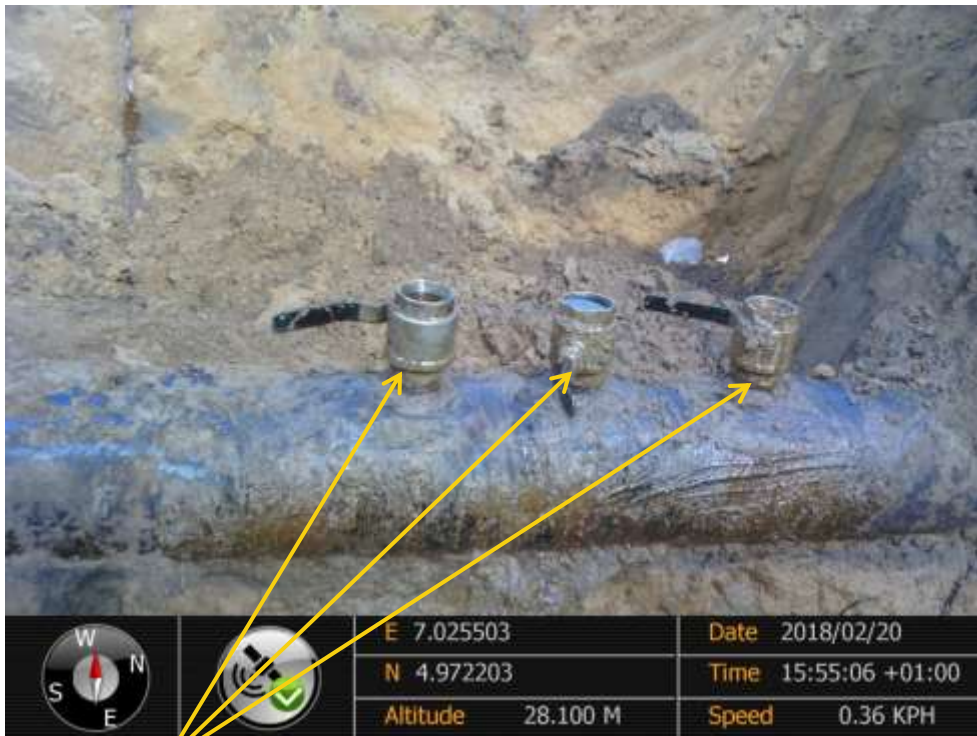 W
N
S
E
E 7.025503
Date 2018/02/20
N 4.972203
Time 15:55:06 +01:00
Altitude 28.100 M
Speed 0.36 KPH